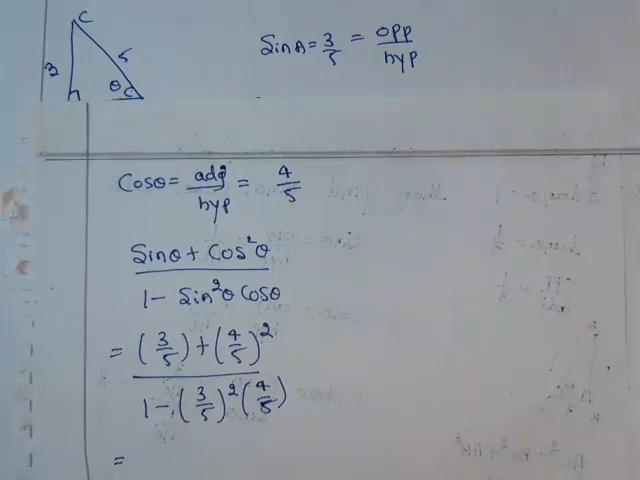 C
3
5
θ
Sin A = 3/5 = opp/hyp
Cosθ = adj/hyp = 4/5
Sinθ + Cos²θ
1 - Sin²θ Cosθ
= (3/5) + (4/5)²
1 - (3/5)² (4/5)
=